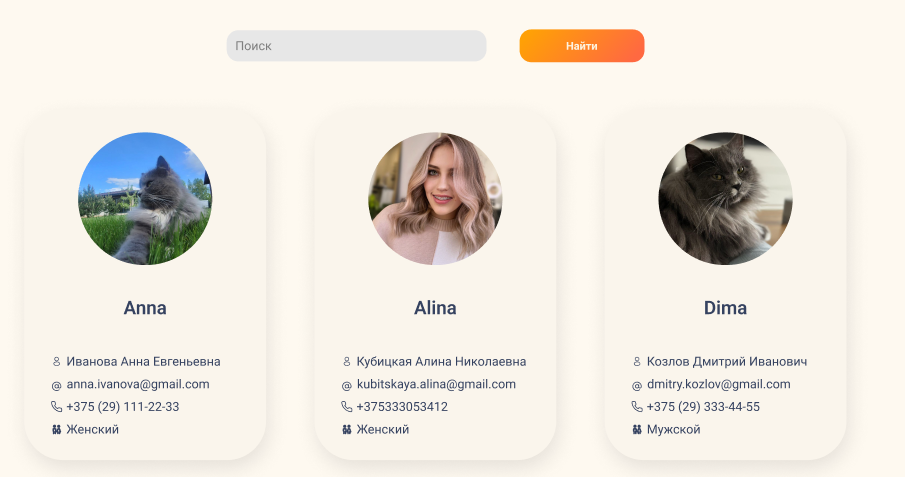 Поиск
Найти
Anna
Иванова Анна Евгеньевна
anna.ivanova@gmail.com
+375 (29) 111-22-33
Женский
Alina
Кубицкая Алина Николаевна
kubitskaya.alina@gmail.com
+375333053412
Женский
Dima
Козлов Дмитрий Иванович
dmitry.kozlov@gmail.com
+375 (29) 333-44-55
Мужской